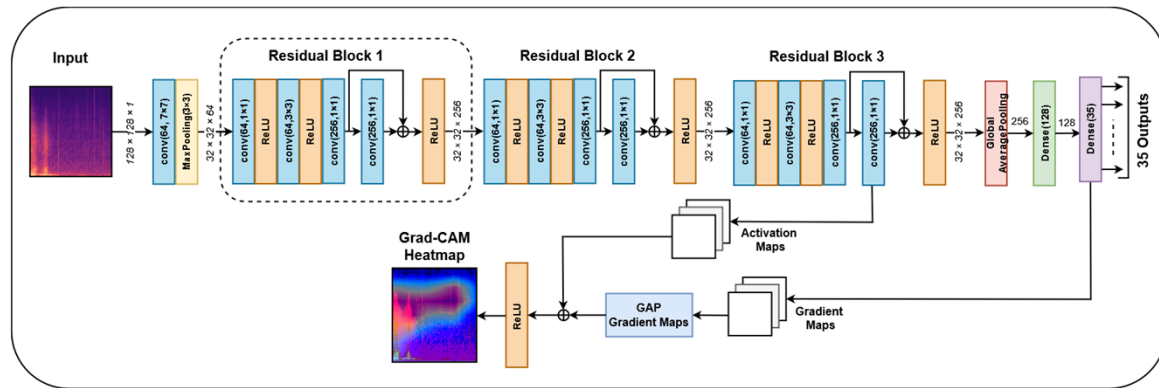 Input
128 × 128 × 1
conv(64, 7×7)
MaxPooling(3×3)
32 × 32 × 64
Residual Block 1
conv(64,1×1)
ReLU
conv(64,3×3)
ReLU
conv(256,1×1)
conv(256,1×1)
ReLU
32 × 32 × 256
Residual Block 2
conv(64,1×1)
ReLU
conv(64,3×3)
ReLU
conv(256,1×1)
conv(256,1×1)
ReLU
32 × 32 × 256
Residual Block 3
conv(64,1×1)
ReLU
conv(64,3×3)
ReLU
conv(256,1×1)
conv(256,1×1)
ReLU
32 × 32 × 256
Global
AveragePooling
256
Dense(128)
128
Dense(35)
35 Outputs
Activation
Maps
Grad-CAM
Heatmap
ReLU
GAP
Gradient Maps
Gradient
Maps